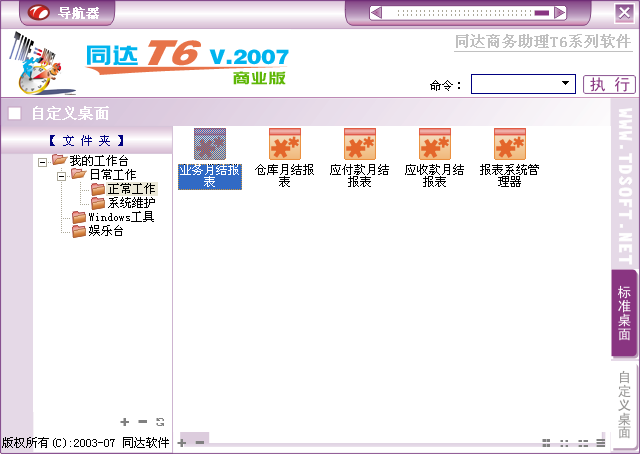 导航器
TIME IS MONEY
同达 T6 V.2007
商业版
同达商务助理T6系列软件
命令：
执 行
自定义桌面
【 文 件 夹 】
我的工作台
日常工作
正常工作
系统维护
Windows工具
娱乐台
业务月结报
表
仓库月结报
表
应付款月结
报表
应收款月结
报表
报表系统管
理器
WWW.TDSOFT.NET
标准桌面
自定义桌面
版权所有(C):2003-07 同达软件